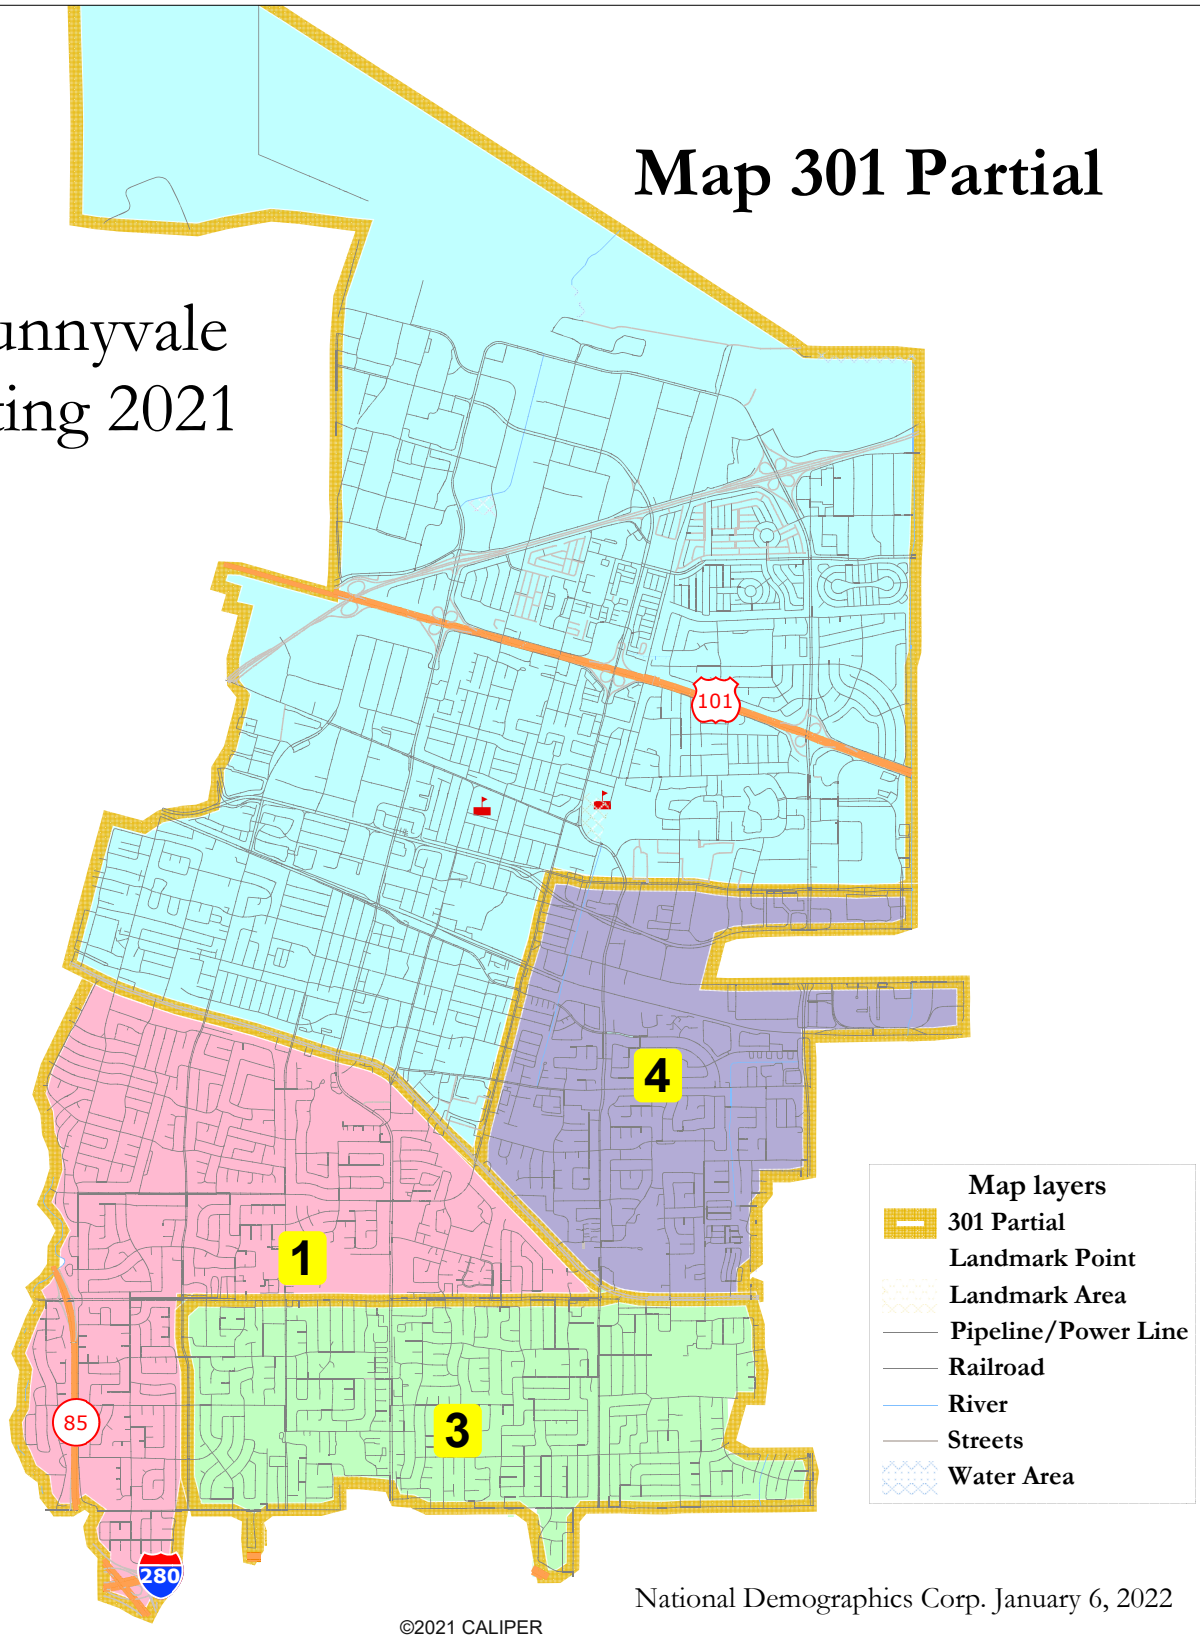 Map 301 Partial
unnyvale
ting 2021
101
4
1
3
85
280
Map layers
301 Partial
Landmark Point
Landmark Area
Pipeline/Power Line
Railroad
River
Streets
Water Area
National Demographics Corp. January 6, 2022
©2021 CALIPER